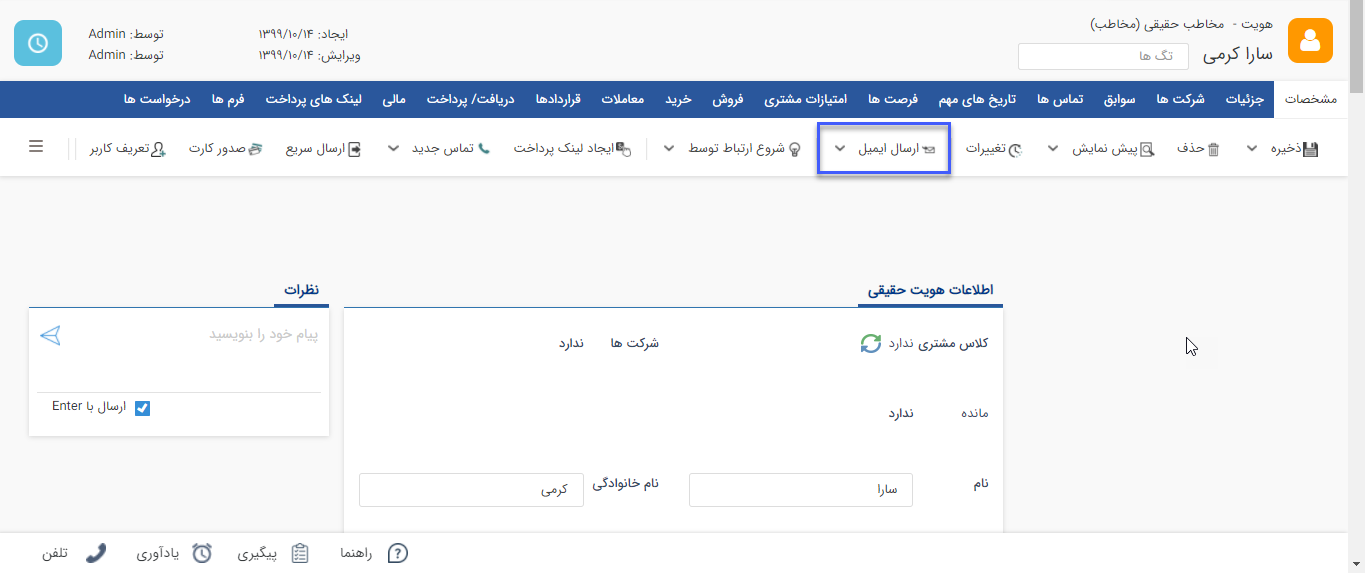 هویت - مخاطب حقیقی (مخاطب)
سارا کرمی
تگ ها
ایجاد: ۱۳۹۹/۱۰/۱۴ توسط: Admin
ویرایش: ۱۳۹۹/۱۰/۱۴ توسط: Admin
مشخصات جزئیات شرکت ها سوابق تماس ها تاریخ های مهم فرصت ها امتیازات مشتری فروش خرید معاملات قراردادها دریافت/ پرداخت مالی لینک های پرداخت فرم ها درخواست ها
ذخیره حذف پیش نمایش تغییرات ارسال ایمیل شروع ارتباط توسط ایجاد لینک پرداخت تماس جدید ارسال سریع صدور کارت تعریف کاربر
اطلاعات هویت حقیقی
کلاس مشتری ندارد شرکت ها ندارد
مانده ندارد
نام سارا نام خانوادگی کرمی
نظرات
پیام خود را بنویسید
ارسال با Enter
راهنما پیگیری یادآوری تلفن